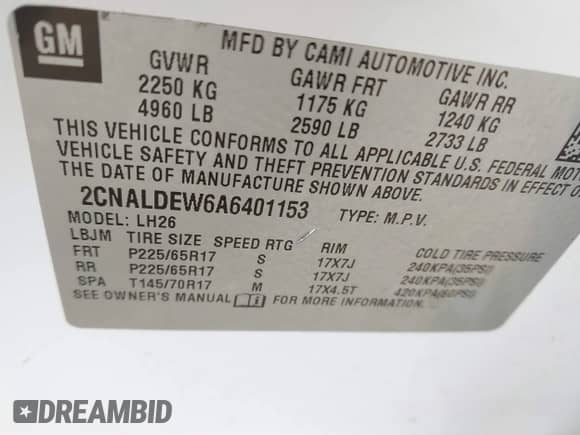 GM
MFD BY CAMI AUTOMOTIVE INC.
GVWR GAWR FRT GAWR RR
2250 KG 1175 KG 1240 KG
4960 LB 2590 LB 2733 LB
THIS VEHICLE CONFORMS TO ALL APPLICABLE U.S. FEDERAL MOT
VEHICLE SAFETY AND THEFT PREVENTION STANDARDS IN EFFECT O
THE DATE OF MANUFACTURE SHOWN ABOVE.
2CNALDEW6A6401153 TYPE: M.P.V.
MODEL: LH26
LBJM TIRE SIZE SPEED RTG RIM COLD TIRE PRESSURE
FRT P225/65R17 S 17X7J 240KPA/35PSI)
RR P225/65R17 S 17X7J 240KPA/35PSI)
SPA T145/70R17 M 17X4.5T 420KPA/60PSI)
SEE OWNER'S MANUAL FOR MORE INFORMATION.
DREAMBID